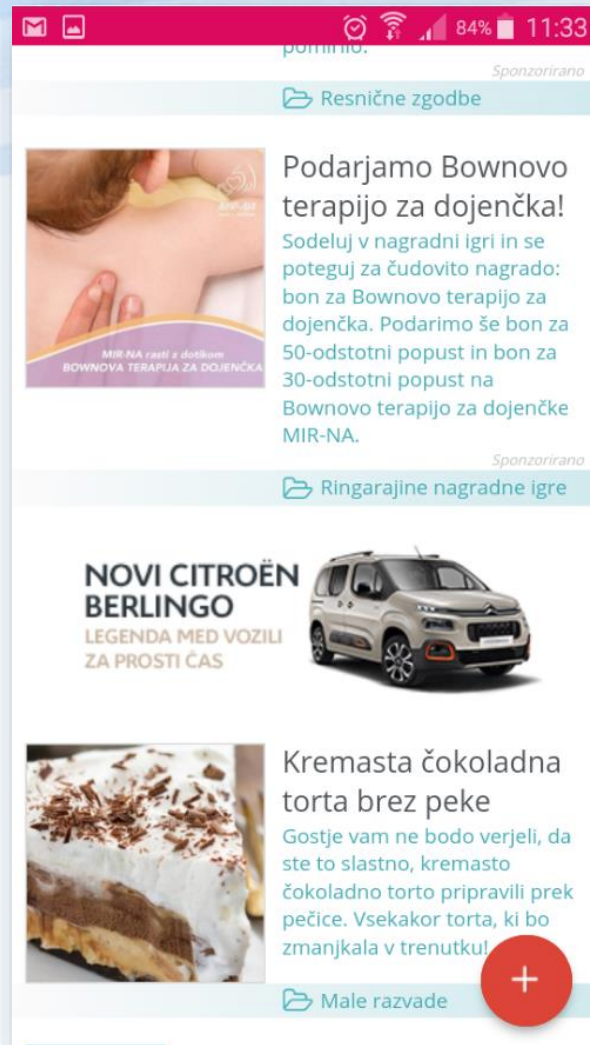 84% 11:33
pominio.
Sponzorirano
Resnične zgodbe
Podarjamo Bownovo
terapijo za dojenčka!
Sodeluj v nagradni igri in se
poteguj za čudovito nagrado:
bon za Bownovo terapijo za
dojenčka. Podarimo še bon za
50-odstotni popust in bon za
30-odstotni popust na
Bownovo terapijo za dojenčke
MIR-NA.
MIR-NA
MIR-NA rasti z dotikom
BOWNOVA TERAPIJA ZA DOJENČKA
Sponzorirano
Ringarajine nagradne igre
NOVI CITROËN
BERLINGO
LEGENDA MED VOZILI
ZA PROSTI ČAS
Kremasta čokoladna
torta brez peke
Gostje vam ne bodo verjeli, da
ste to slastno, kremasto
čokoladno torto pripravili prek
pečice. Vsekakor torta, ki bo
zmanjkala v trenutku!
Male razvade